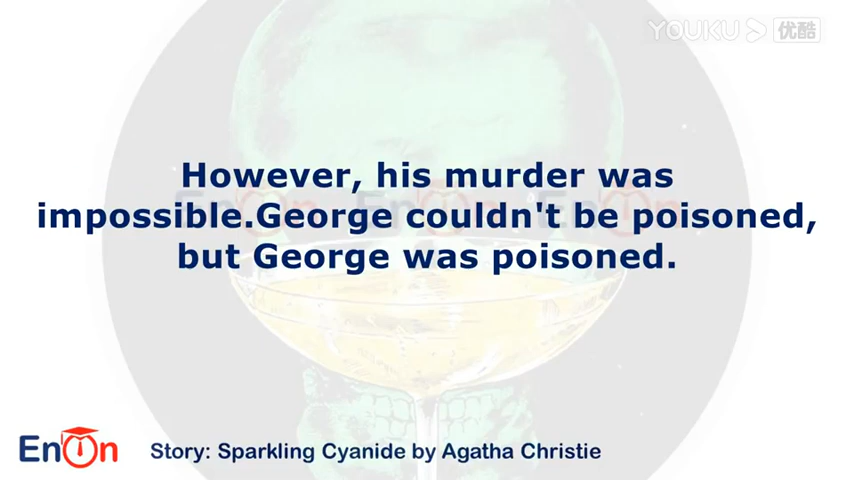 YOUKU 优酷
However, his murder was
impossible.George couldn't be poisoned,
but George was poisoned.
EnOn
Story: Sparkling Cyanide by Agatha Christie